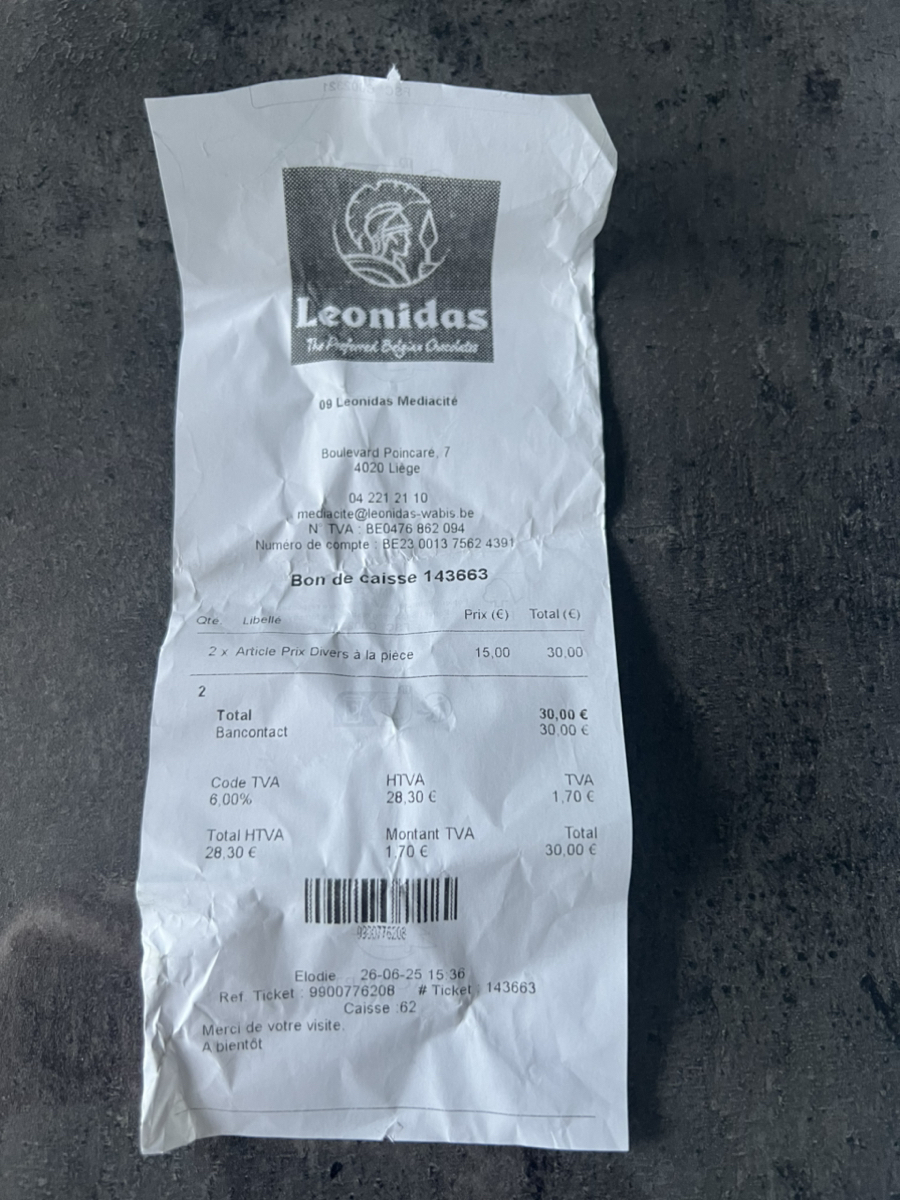 Leonidas
The Preferred Belgian Chocolates
09 Leonidas Mediacité
Boulevard Poincaré, 7
4020 Liège
04 221 21 10
mediacite@leonidas-wabis.be
N° TVA : BE0476 862 094
Numéro de compte : BE23 0013 7562 4391
Bon de caisse 143663
Qté. Libellé Prix (€) Total (€)
2 x Article Prix Divers à la pièce 15,00 30,00
2
Total 30,00 €
Bancontact 30,00 €
Code TVA HTVA TVA
6,00% 28,30 € 1,70 €
Total HTVA Montant TVA Total
28,30 € 1,70 € 30,00 €
9900776208
Elodie 26-06-25 15:36
Ref. Ticket : 9900776208 # Ticket : 143663
Caisse :62
Merci de votre visite.
A bientôt